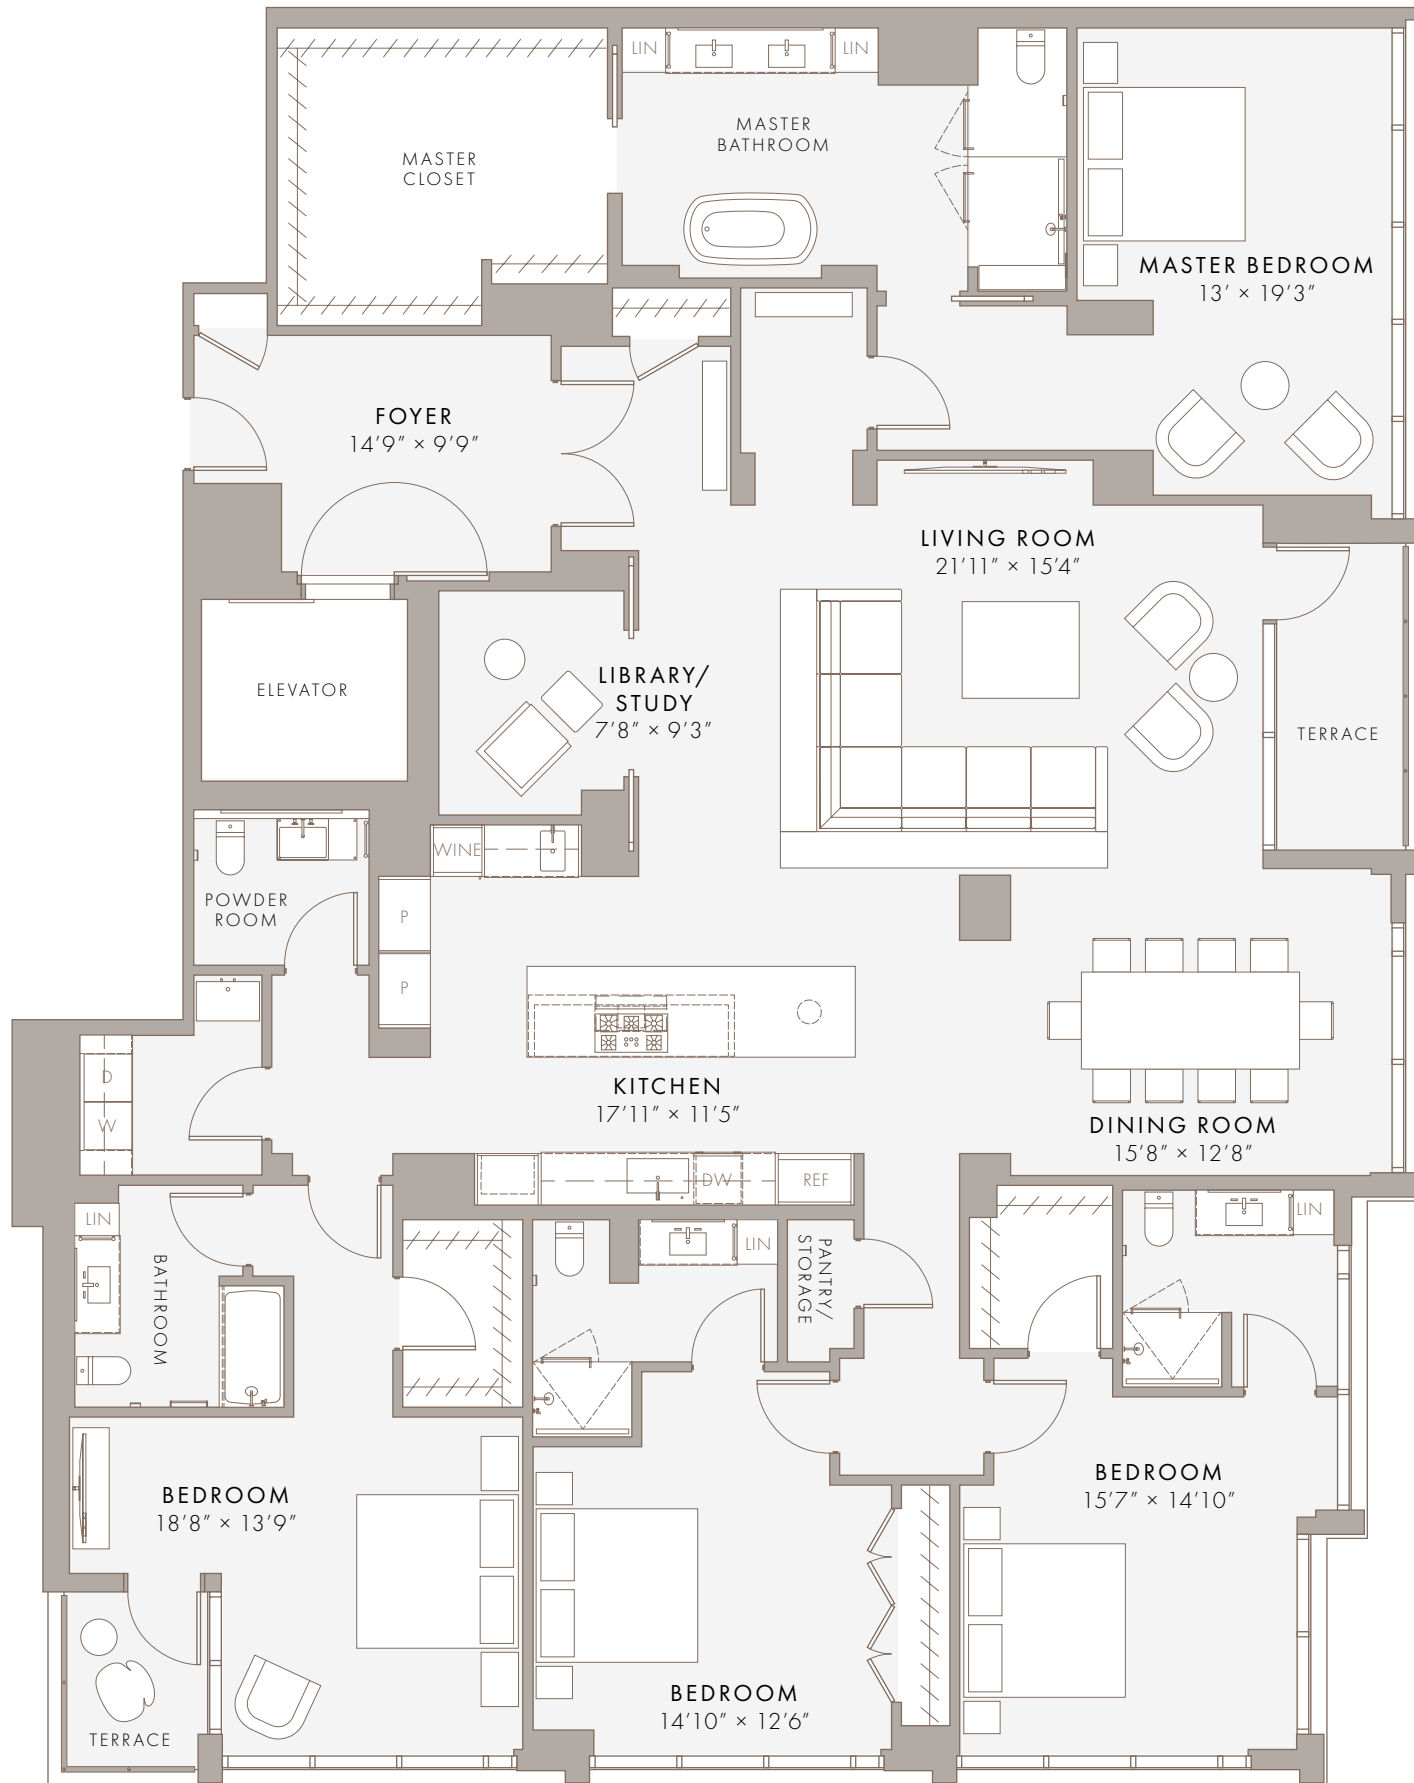 LIN
LIN
MASTER
BATHROOM
MASTER
CLOSET
MASTER BEDROOM
13’ × 19’3”
FOYER
14’9” × 9’9”
LIVING ROOM
21’11” × 15’4”
LIBRARY/
STUDY
7’8” × 9’3”
ELEVATOR
TERRACE
WINE
POWDER
ROOM
P
P
D
W
KITCHEN
17’11” × 11’5”
DINING ROOM
15’8” × 12’8”
DW
REF
LIN
BATHROOM
LIN
PANTRY/
STORAGE
LIN
BEDROOM
18’8” × 13’9”
BEDROOM
15’7” × 14’10”
BEDROOM
14’10” × 12’6”
TERRACE